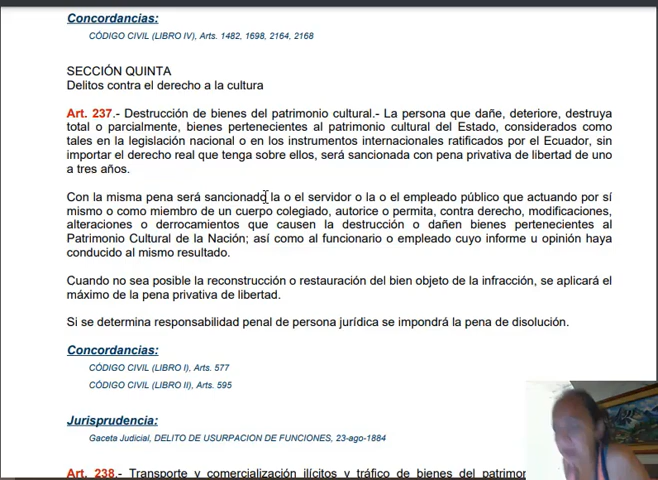 Concordancias:
CÓDIGO CIVIL (LIBRO IV), Arts. 1482, 1698, 2164, 2168
SECCIÓN QUINTA
Delitos contra el derecho a la cultura
Art. 237.- Destrucción de bienes del patrimonio cultural.- La persona que dañe, deteriore, destruya
total o parcialmente, bienes pertenecientes al patrimonio cultural del Estado, considerados como
tales en la legislación nacional o en los instrumentos internacionales ratificados por el Ecuador, sin
importar el derecho real que tenga sobre ellos, será sancionada con pena privativa de libertad de uno
a tres años.
Con la misma pena será sancionado la o el servidor o la o el empleado público que actuando por sí
mismo o como miembro de un cuerpo colegiado, autorice o permita, contra derecho, modificaciones,
alteraciones o derrocamientos que causen la destrucción o dañen bienes pertenecientes al
Patrimonio Cultural de la Nación; así como al funcionario o empleado cuyo informe u opinión haya
conducido al mismo resultado.
Cuando no sea posible la reconstrucción o restauración del bien objeto de la infracción, se aplicará el
máximo de la pena privativa de libertad.
Si se determina responsabilidad penal de persona jurídica se impondrá la pena de disolución.
Concordancias:
CÓDIGO CIVIL (LIBRO I), Arts. 577
CÓDIGO CIVIL (LIBRO II), Arts. 595
Jurisprudencia:
Gaceta Judicial, DELITO DE USURPACION DE FUNCIONES, 23-ago-1884
Art. 238.- Transporte y comercialización ilícitos y tráfico de bienes del patrimor